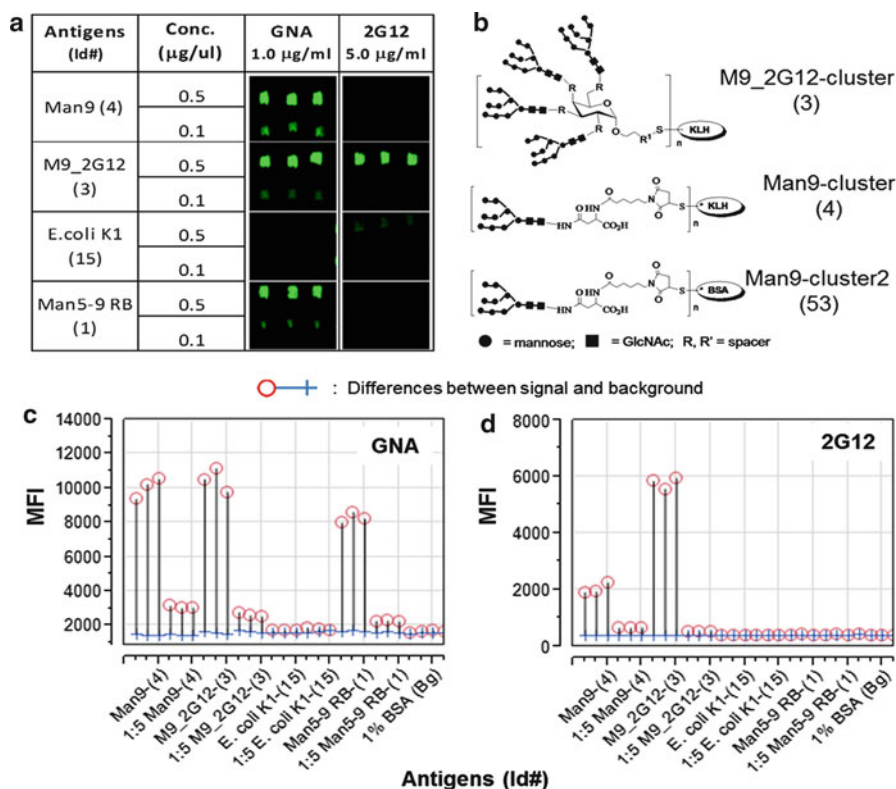 a
Antigens (Id#)
Conc. (µg/ul)
GNA 1.0 µg/ml
2G12 5.0 µg/ml
Man9 (4)
0.5
0.1
M9_2G12 (3)
0.5
0.1
E.coli K1 (15)
0.5
0.1
Man5-9 RB (1)
0.5
0.1
b
R
R
R
R
R
O
O
R¹
S
KLH
n
M9_2G12-cluster
(3)
HN
O
O
HN
CO₂H
O
N
O
S
KLH
n
Man9-cluster
(4)
HN
O
O
HN
CO₂H
O
N
O
S
BSA
n
Man9-cluster2
(53)
= mannose; = GlcNAc; R, R' = spacer
: Differences between signal and background
c
GNA
MFI
14000
12000
10000
8000
6000
4000
2000
Man9-(4)
1:5 Man9-(4)
M9_2G12-(3)
1:5 M9_2G12-(3)
E. coli K1-(15)
1:5 E. coli K1-(15)
Man5-9 RB-(1)
1:5 Man5-9 RB-(1)
1% BSA (Bg)
d
2G12
MFI
8000
6000
4000
2000
0
Man9-(4)
1:5 Man9-(4)
M9_2G12-(3)
1:5 M9_2G12-(3)
E. coli K1-(15)
1:5 E. coli K1-(15)
Man5-9 RB-(1)
1:5 Man5-9 RB-(1)
1% BSA (Bg)
Antigens (Id#)